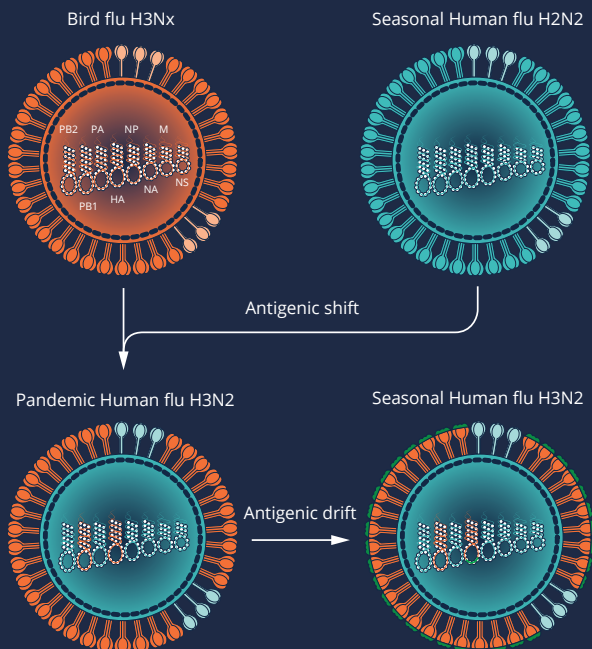 Bird flu H3Nx
Seasonal Human flu H2N2
PB2 PA NP M
PB1 HA NA NS
Antigenic shift
Pandemic Human flu H3N2
Seasonal Human flu H3N2
Antigenic drift